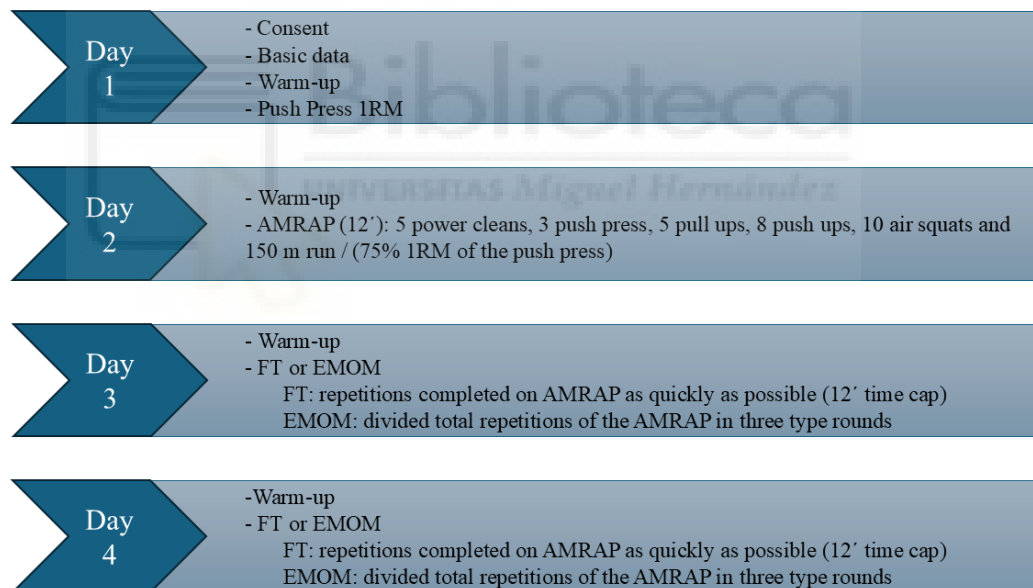 Day
1
- Consent
- Basic data
- Warm-up
- Push Press 1RM
Biblioteca
UNIVERSITAS Miguel Hernández
Day
2
- Warm-up
- AMRAP (12´): 5 power cleans, 3 push press, 5 pull ups, 8 push ups, 10 air squats and
150 m run / (75% 1RM of the push press)
Day
3
- Warm-up
- FT or EMOM
FT: repetitions completed on AMRAP as quickly as possible (12´ time cap)
EMOM: divided total repetitions of the AMRAP in three type rounds
Day
4
-Warm-up
- FT or EMOM
FT: repetitions completed on AMRAP as quickly as possible (12´ time cap)
EMOM: divided total repetitions of the AMRAP in three type rounds